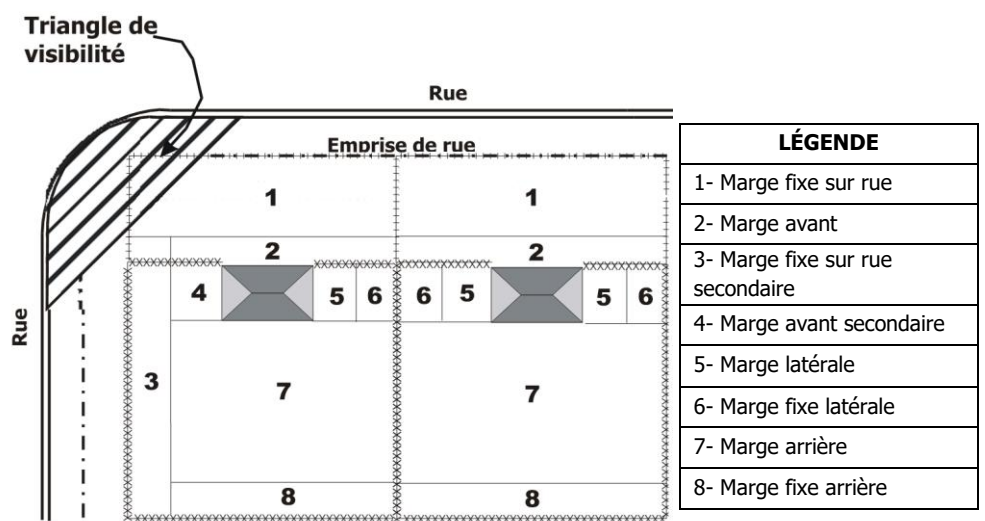 Triangle de
visibilité
Rue
Emprise de rue
1
1
2
2
4
5
6
6
5
5
6
Rue
3
7
7
8
8
LÉGENDE
1- Marge fixe sur rue
2- Marge avant
3- Marge fixe sur rue
secondaire
4- Marge avant secondaire
5- Marge latérale
6- Marge fixe latérale
7- Marge arrière
8- Marge fixe arrière